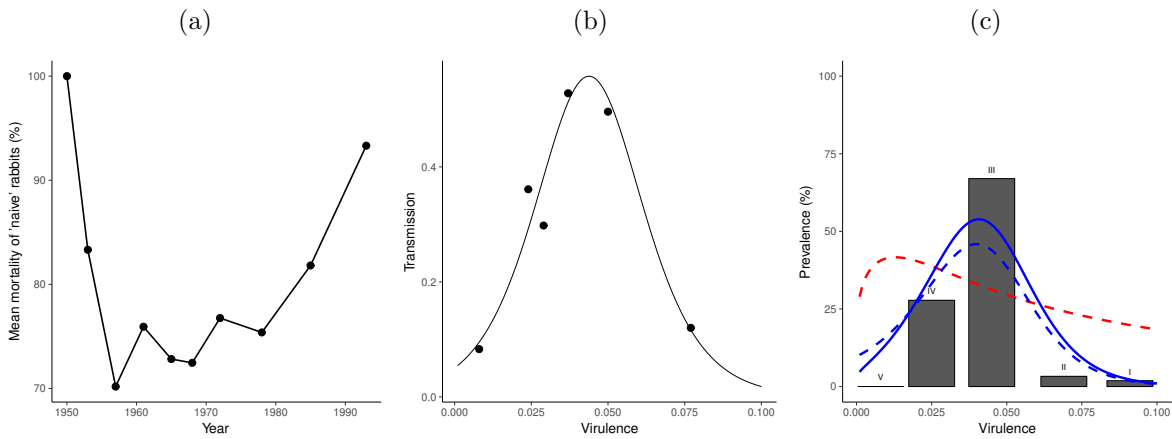 (a)
100
90
80
70
1950
1960
1970
1980
1990
Mean mortality of 'naive' rabbits (%)
Year
(b)
0.4
0.2
0.0
0.000
0.025
0.050
0.077
0.100
Transmission
Virulence
(c)
100
75
50
25
0
0.001
0.025
0.050
0.075
0.100
Prevalence (%)
Virulence
V
IV
III
II
I